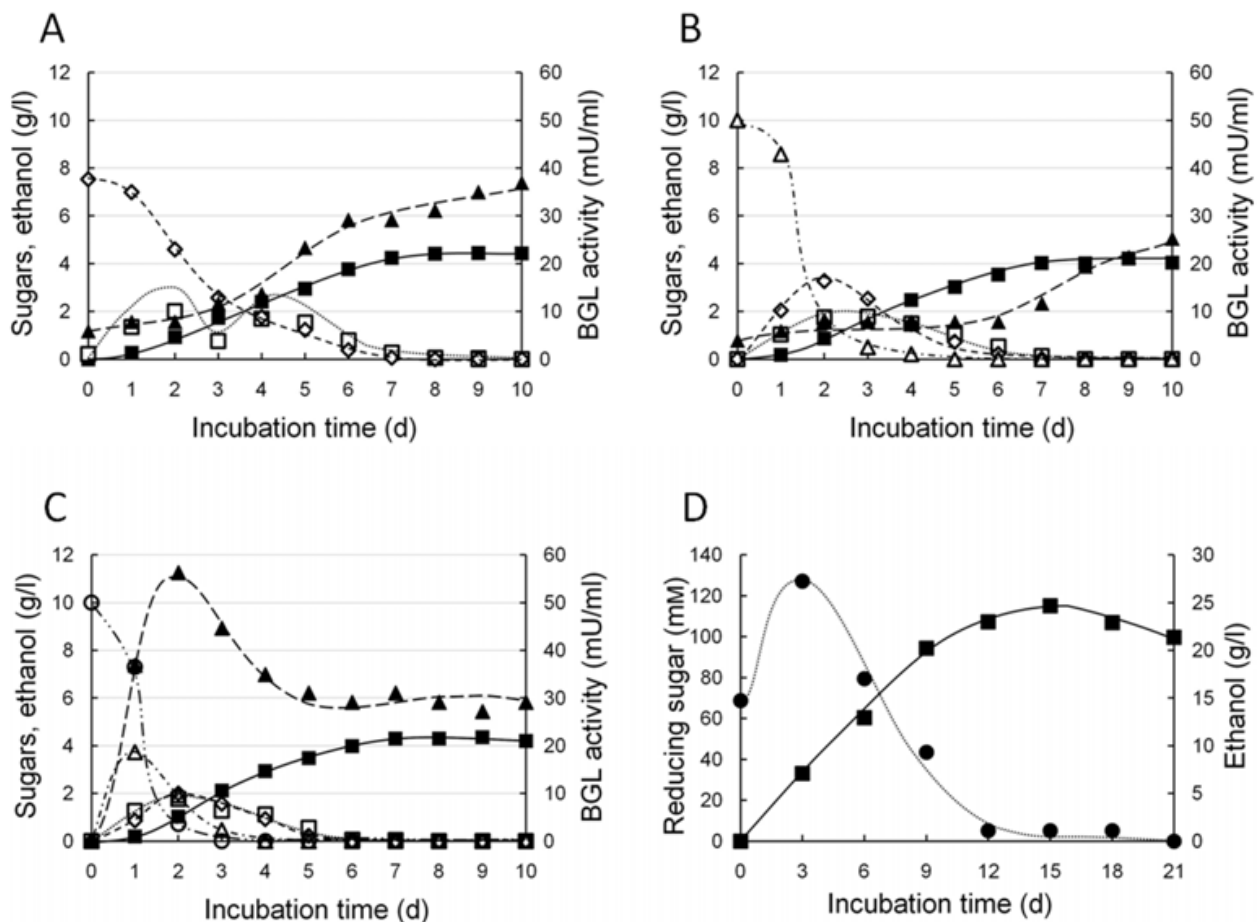 A
Sugars, ethanol (g/l)
12
10
8
6
4
2
0
60
50
40
30
20
10
0
BGL activity (mU/ml)
0 1 2 3 4 5 6 7 8 9 10
Incubation time (d)
B
Sugars, ethanol (g/l)
12
10
8
6
4
2
0
60
50
40
30
20
10
0
BGL activity (mU/ml)
0 1 2 3 4 5 6 7 8 9 10
Incubation time (d)
C
Sugars, ethanol (g/l)
12
10
8
6
4
2
0
60
50
40
30
20
10
0
BGL activity (mU/ml)
0 1 2 3 4 5 6 7 8 9 10
Incubation time (d)
D
Reducing sugar (mM)
140
120
100
80
60
40
20
0
30
25
20
15
10
5
0
Ethanol (g/l)
0 3 6 9 12 15 18 21
Incubation time (d)